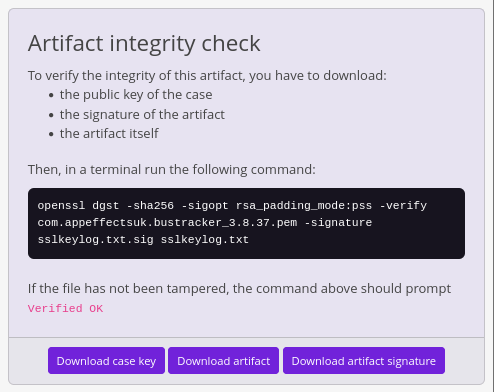 Artifact integrity check
To verify the integrity of this artifact, you have to download:
• the public key of the case
• the signature of the artifact
• the artifact itself
Then, in a terminal run the following command:
openssl dgst -sha256 -sigopt rsa_padding_mode:pss -verify
com.appeffectsuk.bustracker_3.8.37.pem -signature
sslkeylog.txt.sig sslkeylog.txt
If the file has not been tampered, the command above should prompt
Verified OK
Download case key Download artifact Download artifact signature